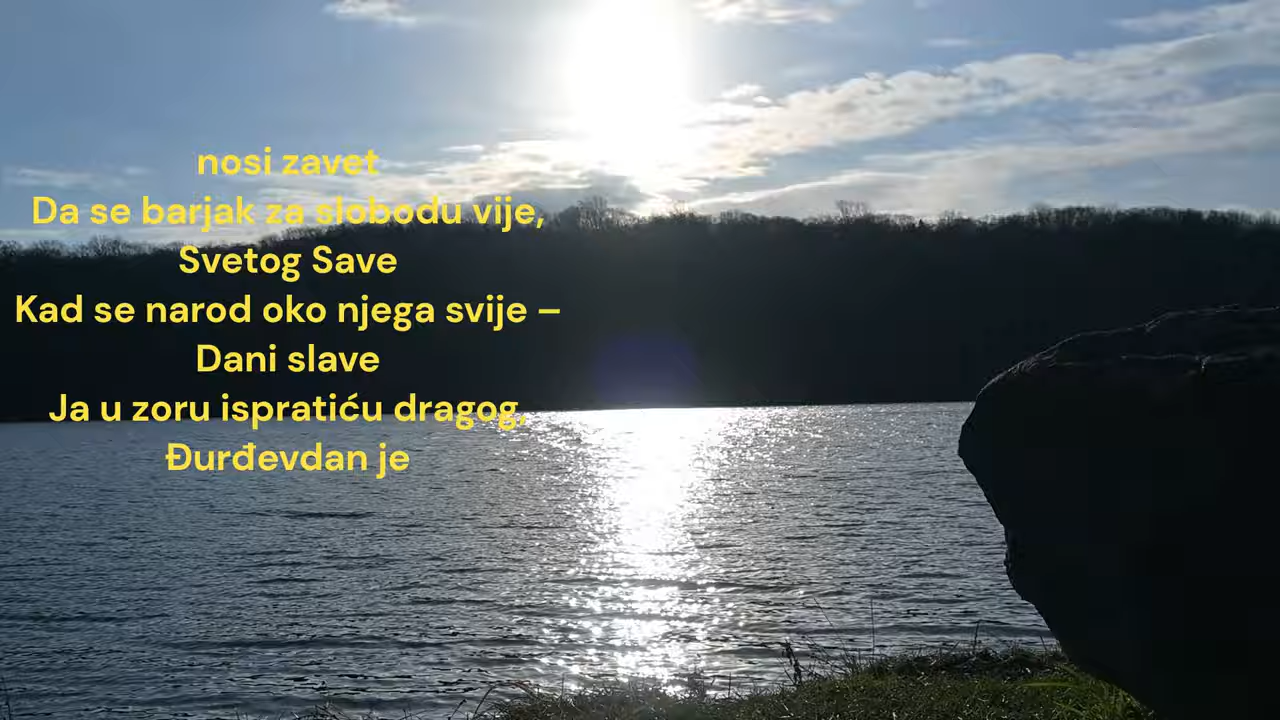 nosi zavet
Da se barjak za slobodu vije,
Svetog Save
Kad se narod oko njega svije –
Dani slave
Ja u zoru ispratiću dragog,
Đurđevdan je